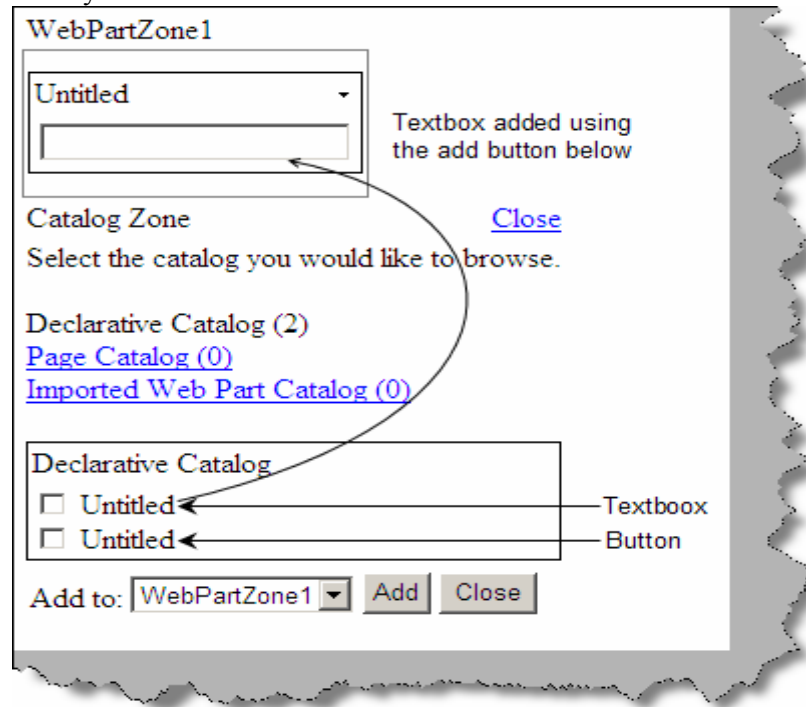 WebPartZone1
Untitled
Textbox added using
the add button below
Catalog Zone Close
Select the catalog you would like to browse.
Declarative Catalog (2)
Page Catalog (0)
Imported Web Part Catalog (0)
Declarative Catalog
Untitled Textboox
Untitled Button
Add to: WebPartZone1 Add Close